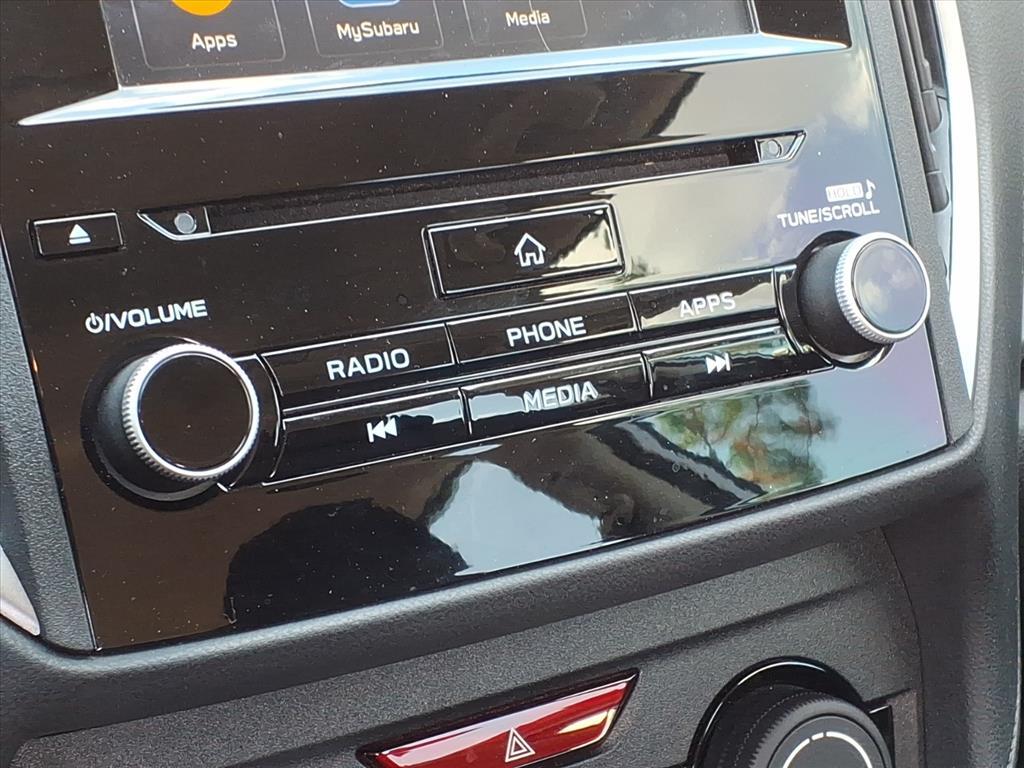 Apps
MySubaru
Media
HOLD
TUNE/SCROLL
/VOLUME
RADIO
PHONE
APPS
MEDIA